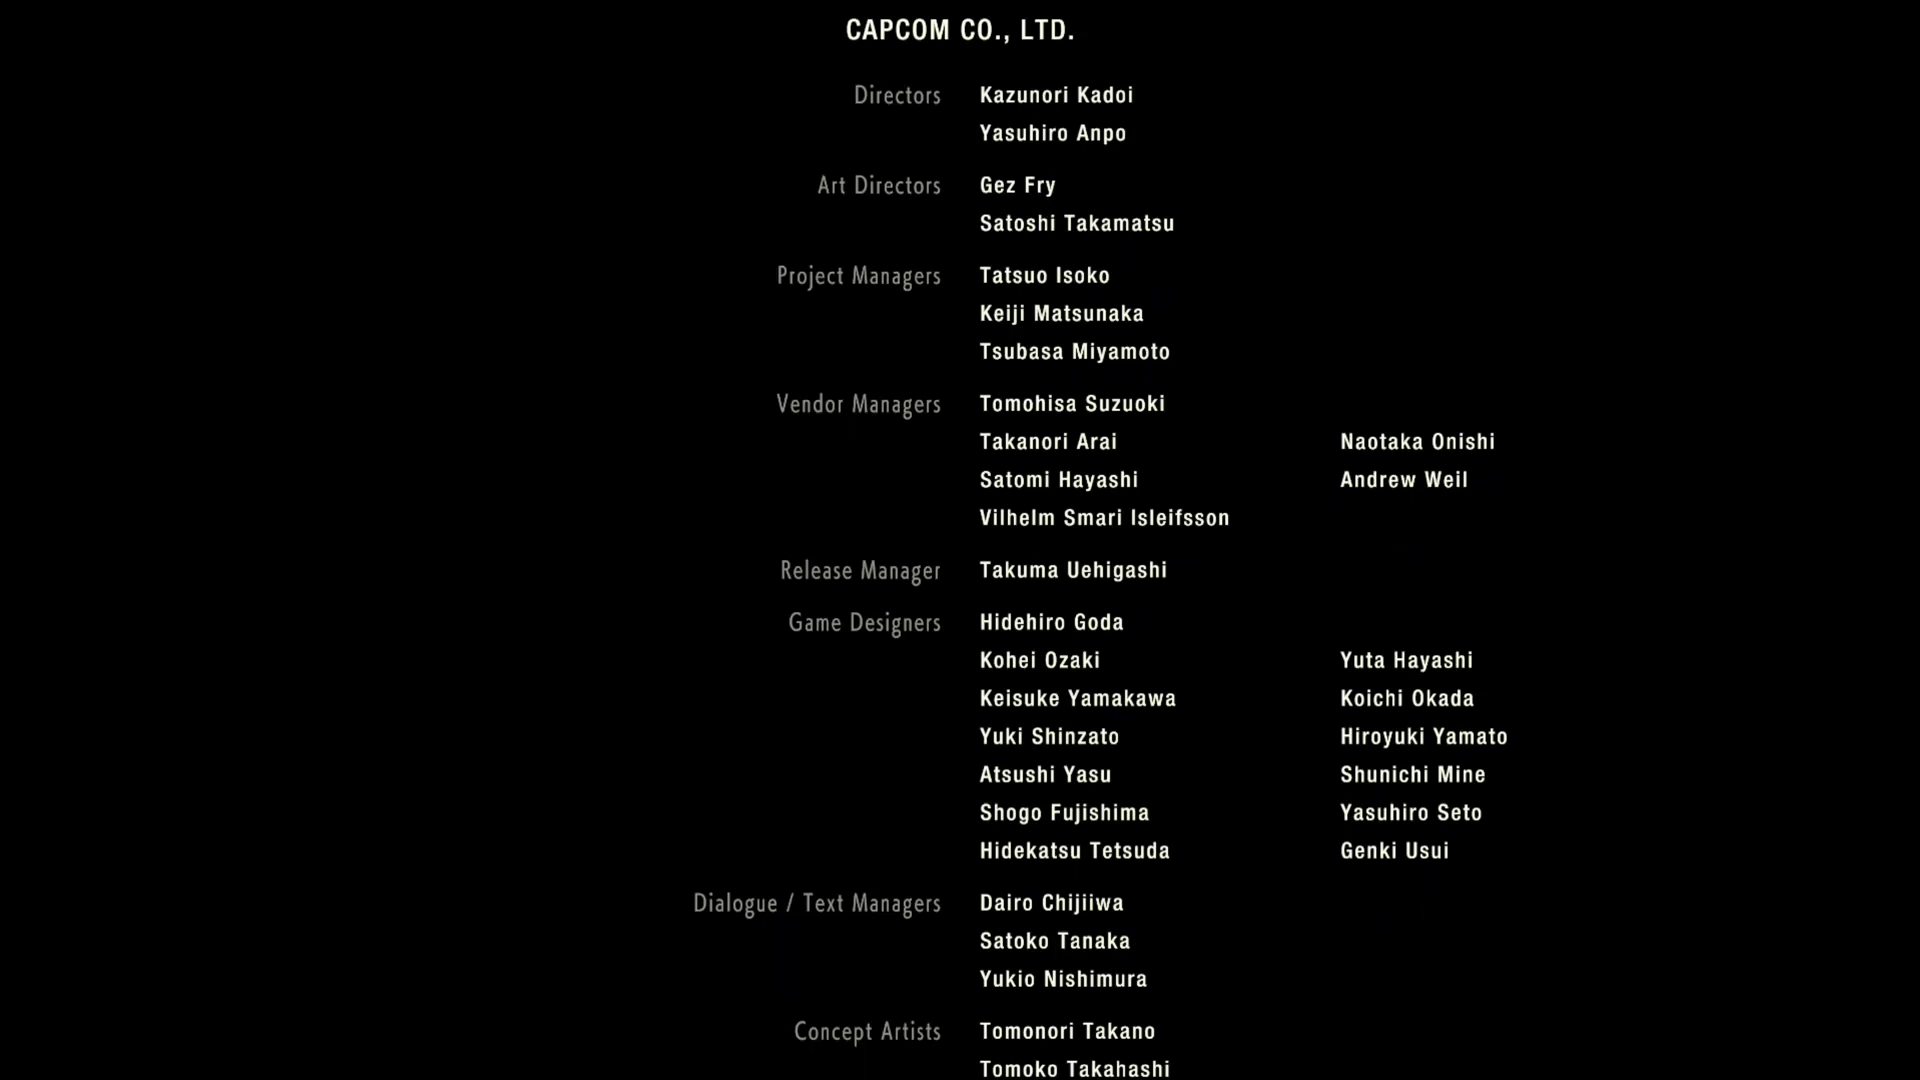 CAPCOM CO., LTD.
Directors Kazunori Kadoi
Yasuhiro Anpo
Art Directors Gez Fry
Satoshi Takamatsu
Project Managers Tatsuo Isoko
Keiji Matsunaka
Tsubasa Miyamoto
Vendor Managers Tomohisa Suzuoki
Takanori Arai Naotaka Onishi
Satomi Hayashi Andrew Weil
Vilhelm Smari Isleifsson
Release Manager Takuma Uehigashi
Game Designers Hidehiro Goda
Kohei Ozaki Yuta Hayashi
Keisuke Yamakawa Koichi Okada
Yuki Shinzato Hiroyuki Yamato
Atsushi Yasu Shunichi Mine
Shogo Fujishima Yasuhiro Seto
Hidekatsu Tetsuda Genki Usui
Dialogue / Text Managers Dairo Chijiiwa
Satoko Tanaka
Yukio Nishimura
Concept Artists Tomonori Takano
Tomoko Takahashi